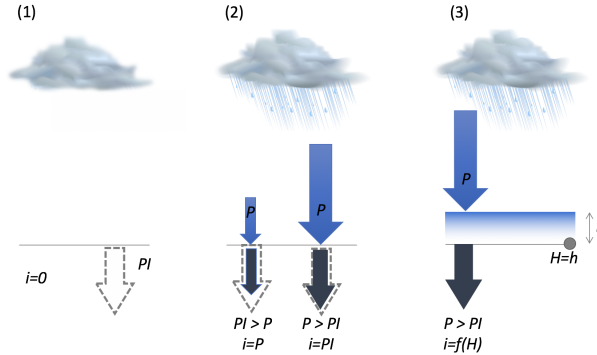 (1)
(2)
(3)
P
P
P
i=0
PI
H=h
PI > P
i=P
P > PI
i=PI
P > PI
i=f(H)